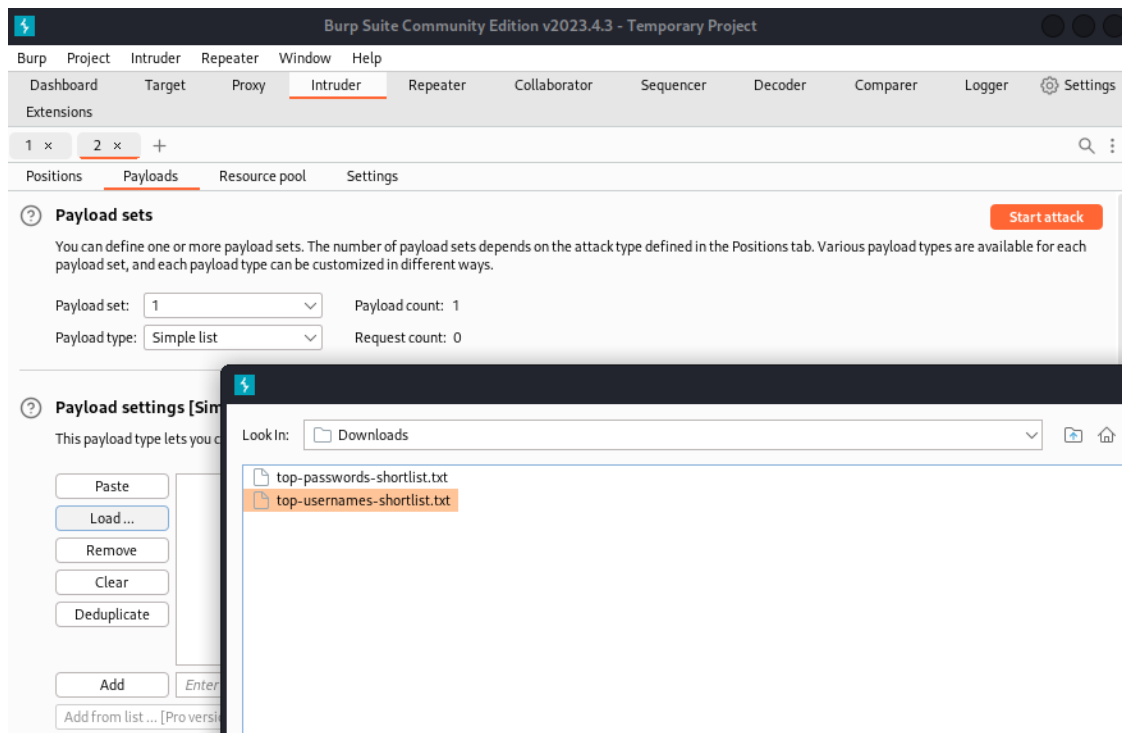 Burp Suite Community Edition v2023.4.3 - Temporary Project
Burp Project Intruder Repeater Window Help
Dashboard Target Proxy Intruder Repeater Collaborator Sequencer Decoder Comparer Logger Settings
Extensions
1 × 2 × +
Positions Payloads Resource pool Settings
? Payload sets
Start attack
You can define one or more payload sets. The number of payload sets depends on the attack type defined in the Positions tab. Various payload types are available for each
payload set, and each payload type can be customized in different ways.
Payload set: 1 Payload count: 1
Payload type: Simple list Request count: 0
? Payload settings [Sim
This payload type lets you c
Paste
Load ...
Remove
Clear
Deduplicate
Add Enter
Add from list ... [Pro versi
Look In: Downloads
top-passwords-shortlist.txt
top-usernames-shortlist.txt